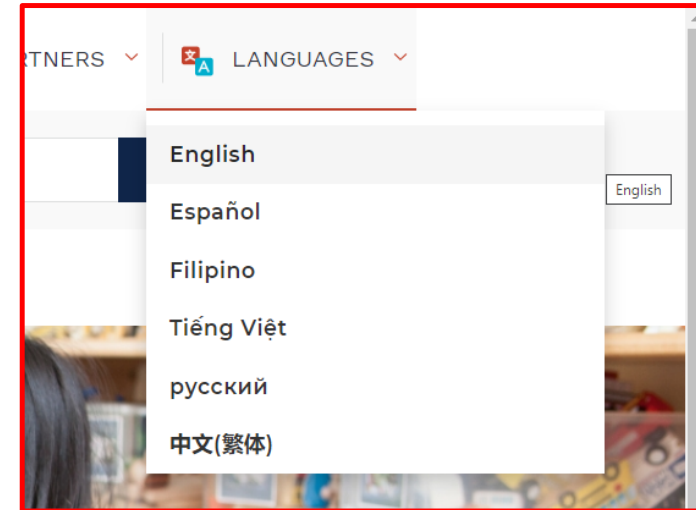 RTNERS LANGUAGES
English
English
Español
Filipino
Tiếng Việt
русский
中文(繁体)